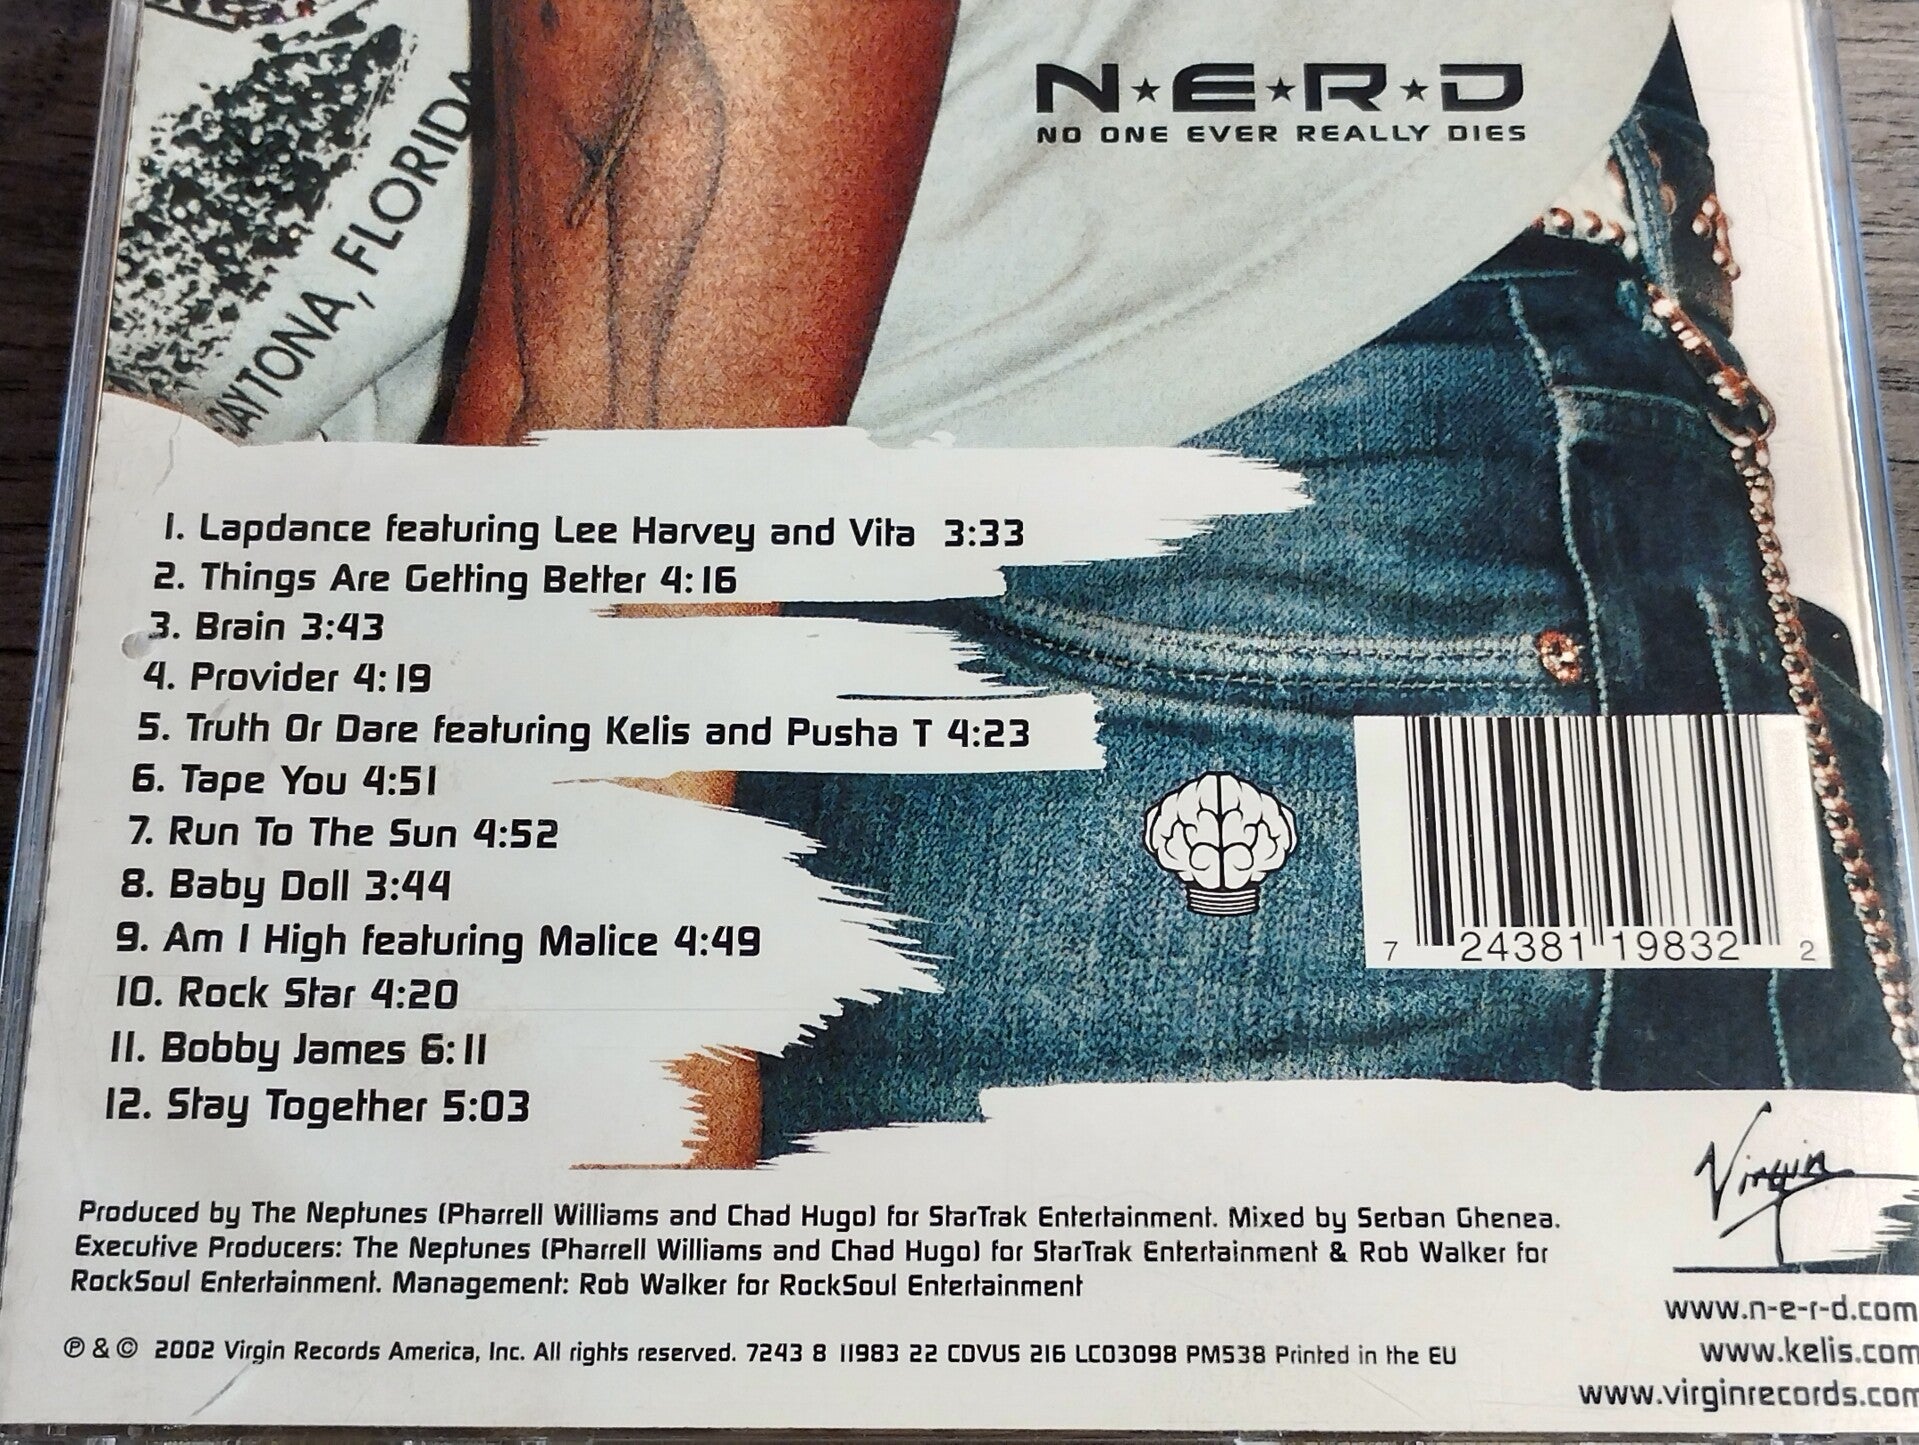 N★E★R★D
NO ONE EVER REALLY DIES
DAYTONA, FLORIDA
1. Lapdance featuring Lee Harvey and Vita 3:33
2. Things Are Getting Better 4:16
3. Brain 3:43
4. Provider 4:19
5. Truth Or Dare featuring Kelis and Pusha T 4:23
6. Tape You 4:51
7. Run To The Sun 4:52
8. Baby Doll 3:44
9. Am I High featuring Malice 4:49
10. Rock Star 4:20
11. Bobby James 6:11
12. Stay Together 5:03
7 24381 19832 2
Virgin
Produced by The Neptunes (Pharrell Williams and Chad Hugo) for StarTrak Entertainment. Mixed by Serban Ghenea.
Executive Producers: The Neptunes (Pharrell Williams and Chad Hugo) for StarTrak Entertainment & Rob Walker for
RockSoul Entertainment. Management: Rob Walker for RockSoul Entertainment
www.n-e-r-d.com
www.kelis.com
www.virginrecords.com
℗ & © 2002 Virgin Records America, Inc. All rights reserved. 7243 8 11983 22 CDVUS 216 LC03098 PM538 Printed in the EU